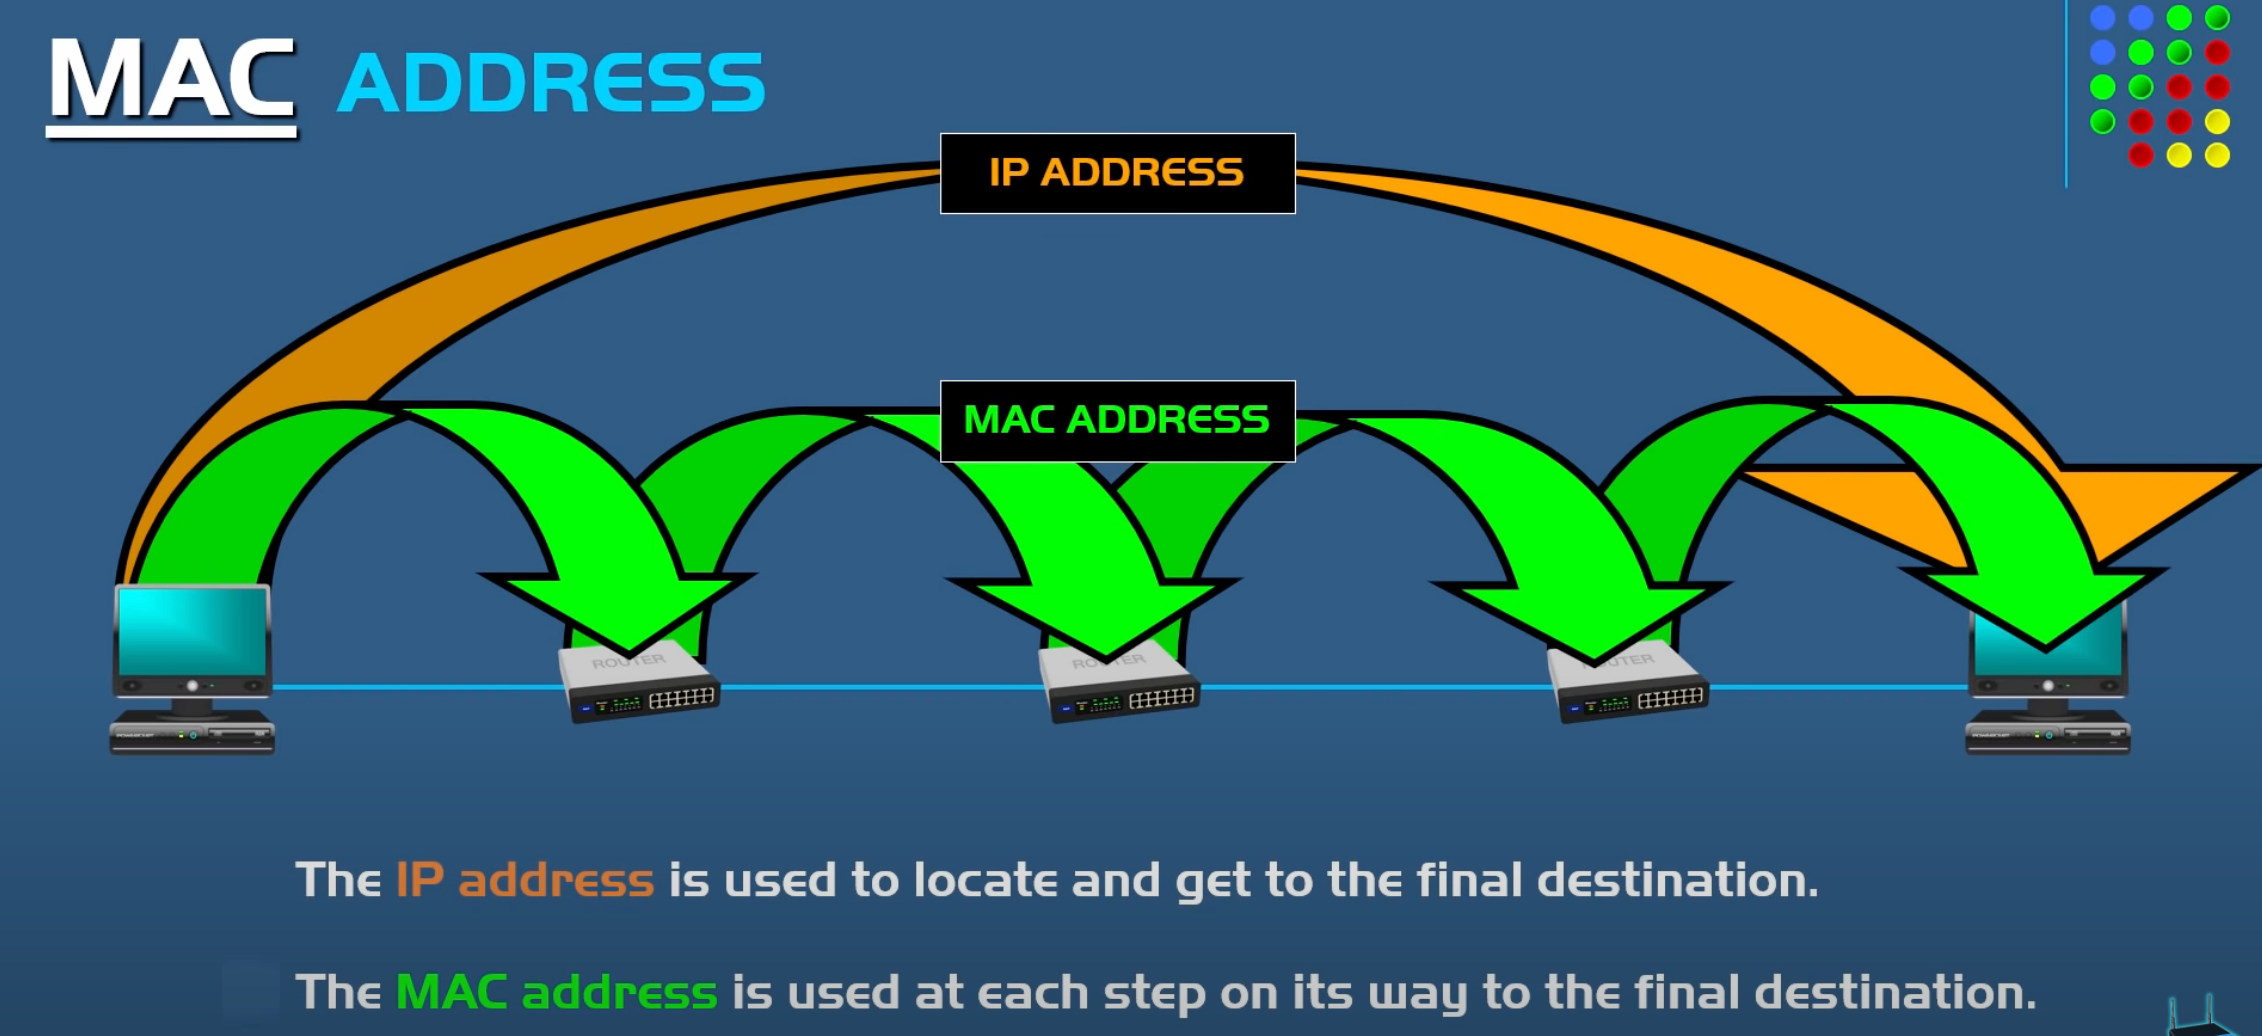 MAC ADDRESS
IP ADDRESS
MAC ADDRESS
ROUTER
ROUTER
ROUTER
The IP address is used to locate and get to the final destination.
The MAC address is used at each step on its way to the final destination.